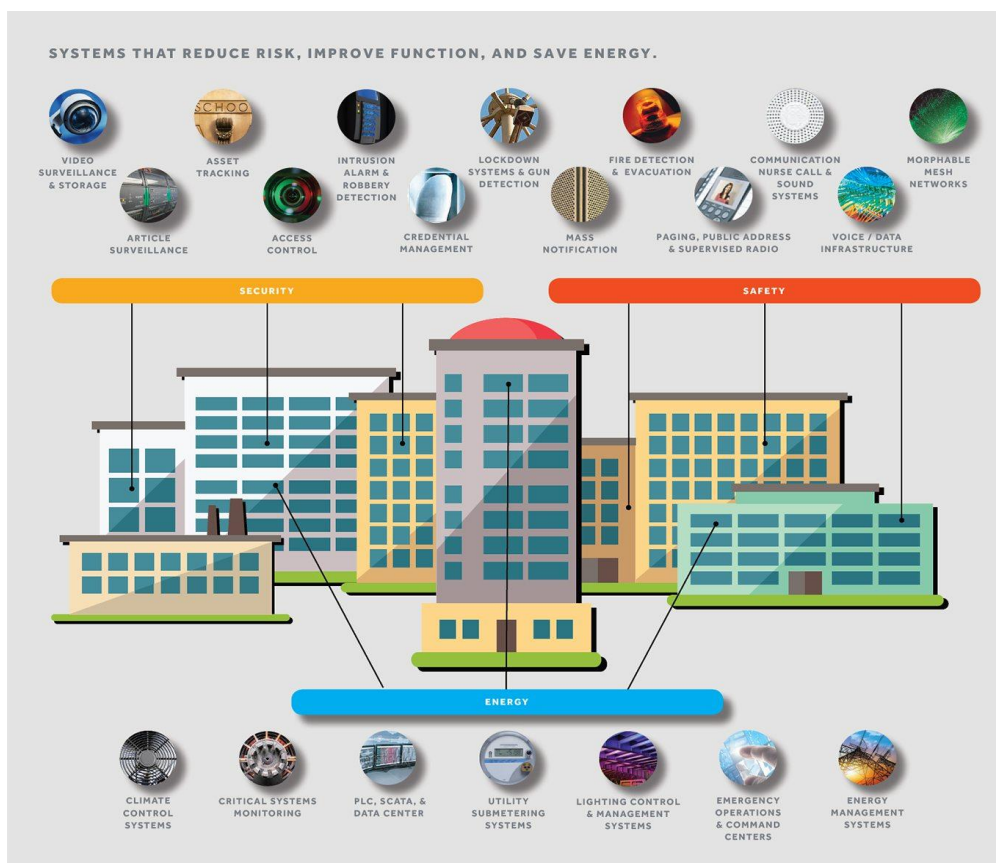 SYSTEMS THAT REDUCE RISK, IMPROVE FUNCTION, AND SAVE ENERGY.
SCHOO
VIDEO
SURVEILLANCE
& STORAGE
ASSET
TRACKING
INTRUSION
ALARM &
ROBBERY
DETECTION
LOCKDOWN
SYSTEMS & GUN
DETECTION
FIRE DETECTION
& EVACUATION
COMMUNICATION
NURSE CALL &
SOUND
SYSTEMS
MORPHABLE
MESH
NETWORKS
ARTICLE
SURVEILLANCE
ACCESS
CONTROL
CREDENTIAL
MANAGEMENT
MASS
NOTIFICATION
PAGING, PUBLIC ADDRESS
& SUPERVISED RADIO
VOICE / DATA
INFRASTRUCTURE
SECURITY
SAFETY
ENERGY
CLIMATE
CONTROL
SYSTEMS
CRITICAL SYSTEMS
MONITORING
PLC, SCATA, &
DATA CENTER
UTILITY
SUBMETERING
SYSTEMS
LIGHTING CONTROL
& MANAGEMENT
SYSTEMS
EMERGENCY
OPERATIONS
& COMMAND
CENTERS
ENERGY
MANAGEMENT
SYSTEMS